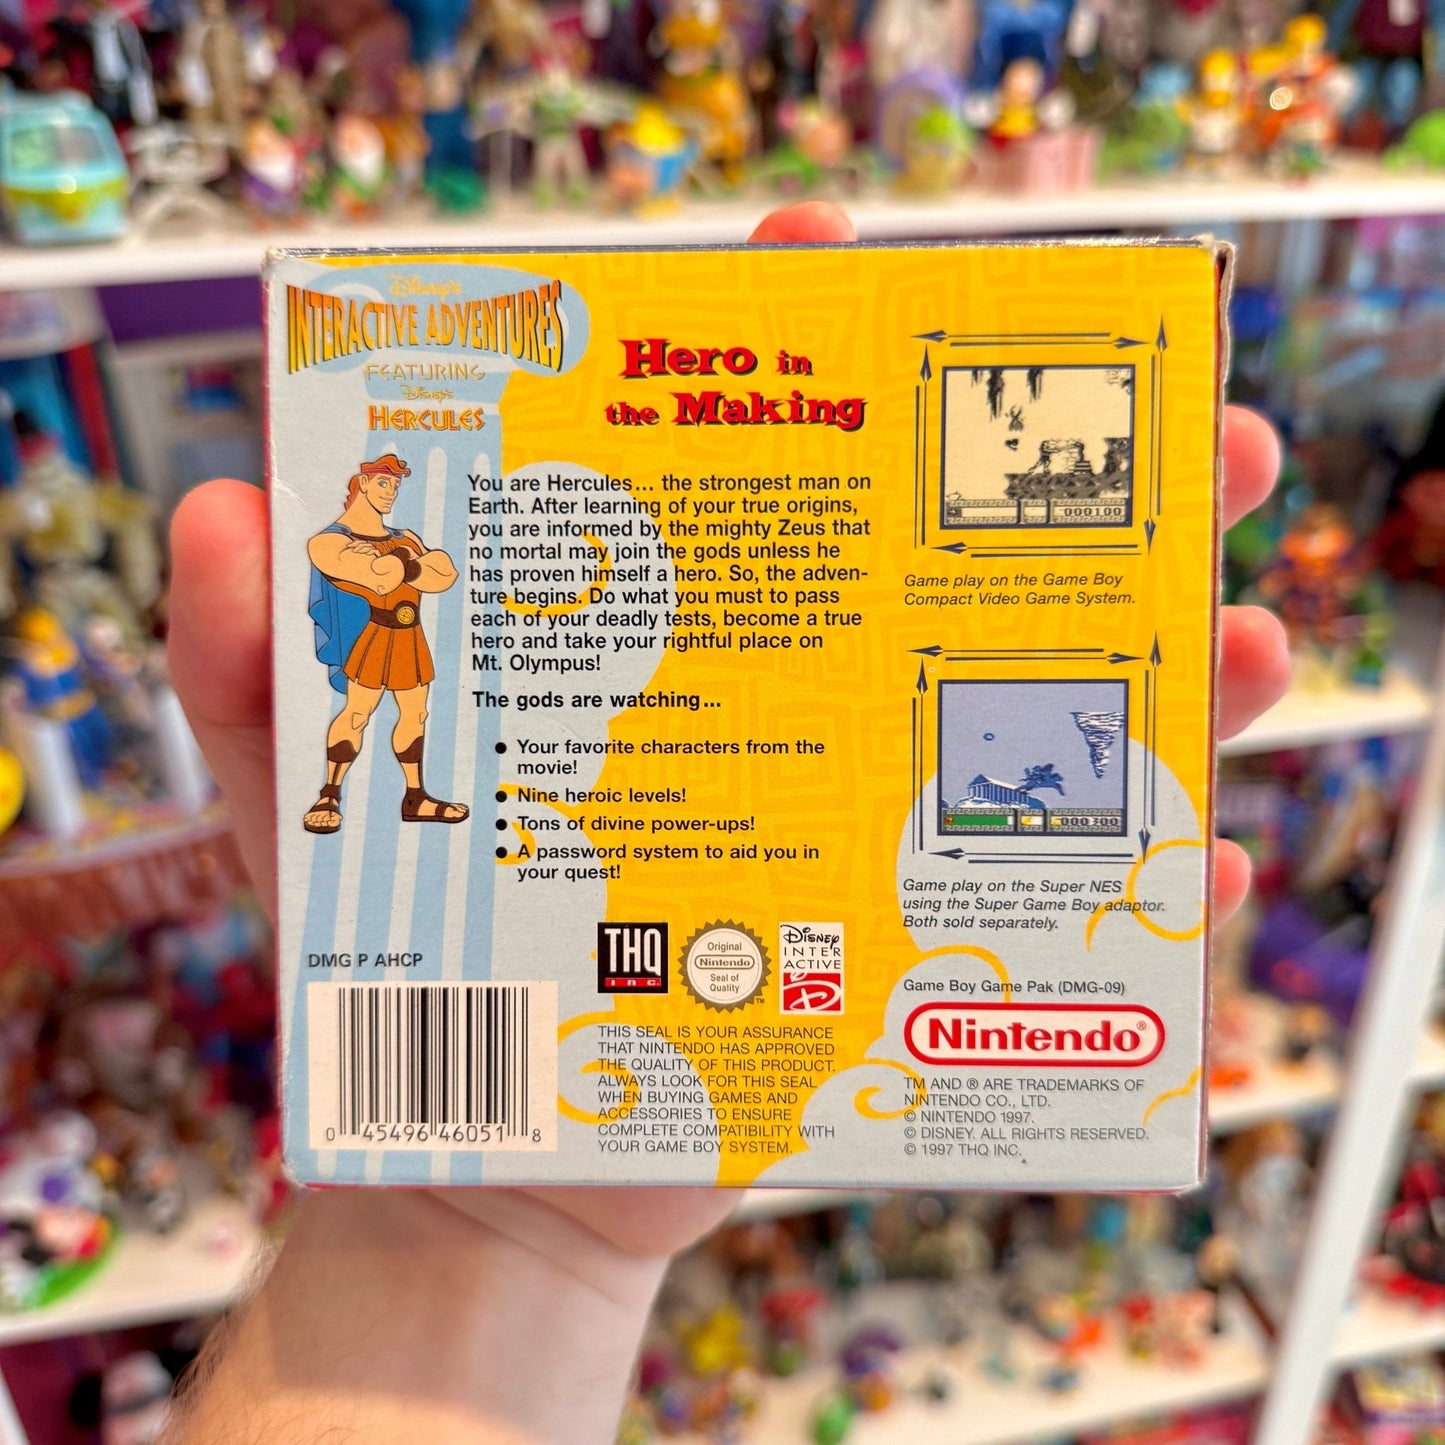 Disney's
INTERACTIVE ADVENTURES
FEATURING
Disney's
HERCULES
Hero in
the Making
You are Hercules... the strongest man on
Earth. After learning of your true origins,
you are informed by the mighty Zeus that
no mortal may join the gods unless he
has proven himself a hero. So, the adven-
ture begins. Do what you must to pass
each of your deadly tests, become a true
hero and take your rightful place on
Mt. Olympus!
The gods are watching...
● Your favorite characters from the
movie!
● Nine heroic levels!
● Tons of divine power-ups!
● A password system to aid you in
your quest!
000100
Game play on the Game Boy
Compact Video Game System.
000300
Game play on the Super NES
using the Super Game Boy adaptor.
Both sold separately.
DMG P AHCP
0 45496 46051 8
THQ
INC.
Original
Nintendo
Seal of
Quality
TM
DISNEY
INTER
ACTIVE
D
THIS SEAL IS YOUR ASSURANCE
THAT NINTENDO HAS APPROVED
THE QUALITY OF THIS PRODUCT.
ALWAYS LOOK FOR THIS SEAL
WHEN BUYING GAMES AND
ACCESSORIES TO ENSURE
COMPLETE COMPATIBILITY WITH
YOUR GAME BOY SYSTEM.
Game Boy Game Pak (DMG-09)
Nintendo®
TM AND ® ARE TRADEMARKS OF
NINTENDO CO., LTD.
© NINTENDO 1997.
© DISNEY. ALL RIGHTS RESERVED.
© 1997 THQ INC.